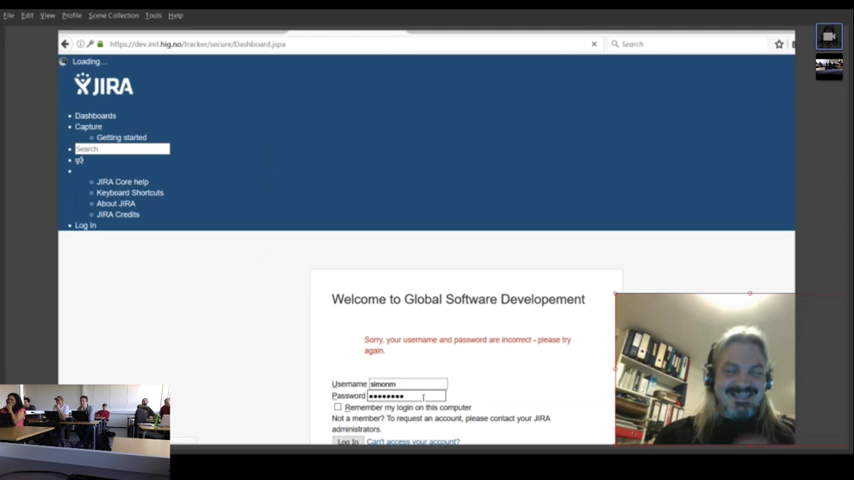 File Edit View Profile Scene Collection Tools Help
https://dev.imt.hig.no/tracker/secure/Dashboard.jspa
Search
Loading...
JIRA
Dashboards
Capture
Getting started
Search
JIRA Core help
Keyboard Shortcuts
About JIRA
JIRA Credits
Log In
Welcome to Global Software Developement
Sorry, your username and password are incorrect - please try
again.
Username simonm
Password ••••••••
Remember my login on this computer
Not a member? To request an account, please contact your JIRA
administrators.
Log In Can't access your account?